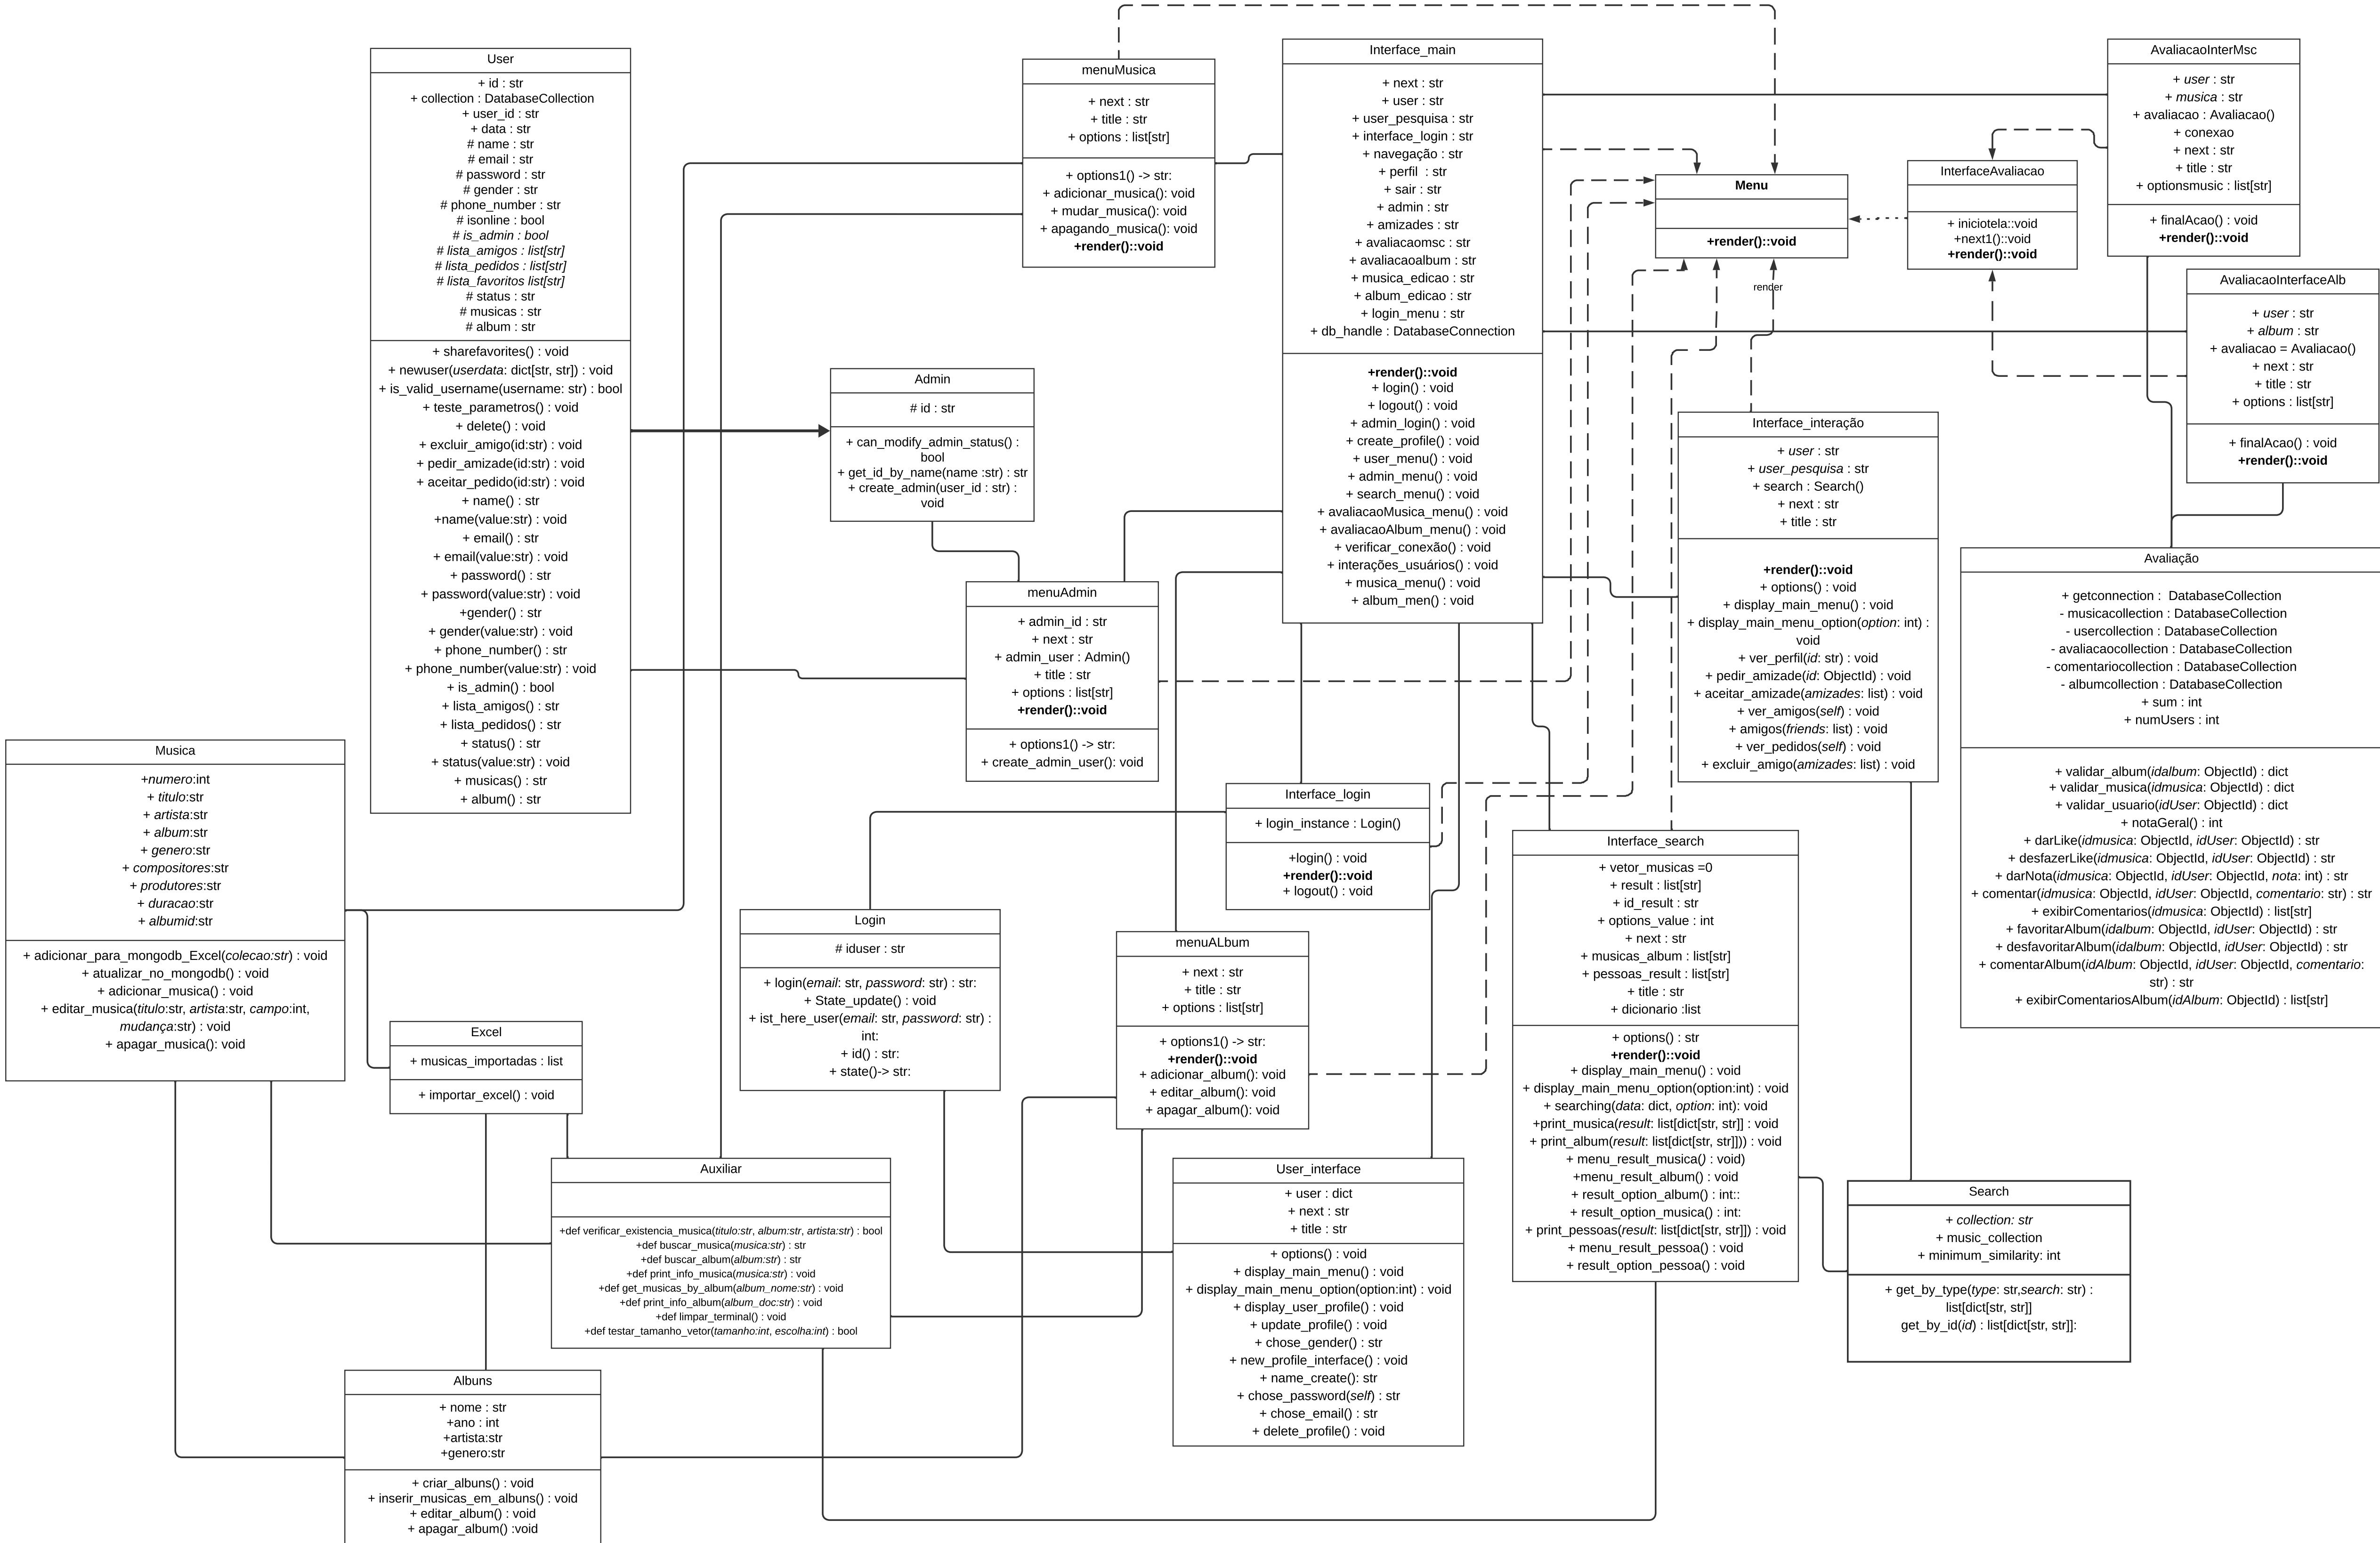 User
+ id : str
+ collection : DatabaseCollection
+ user_id : str
+ data : str
# name : str
# email : str
# password : str
# gender : str
# phone_number : str
# isonline : bool
# is_admin : bool
# lista_amigos : list[str]
# lista_pedidos : list[str]
# lista_favoritos list[str]
# status : str
# musicas : str
# album : str
+ sharefavorites() : void
+ newuser(userdata: dict[str, str]) : void
+ is_valid_username(username: str) : bool
+ teste_parametros() : void
+ delete() : void
+ excluir_amigo(id:str) : void
+ pedir_amizade(id:str) : void
+ aceitar_pedido(id:str) : void
+ name() : str
+name(value:str) : void
+ email() : str
+ email(value:str) : void
+ password() : str
+ password(value:str) : void
+gender() : str
+ gender(value:str) : void
+ phone_number() : str
+ phone_number(value:str) : void
+ is_admin() : bool
+ lista_amigos() : str
+ lista_pedidos() : str
+ status() : str
+ status(value:str) : void
+ musicas() : str
+ album() : str
menuMusica
+ next : str
+ title : str
+ options : list[str]
+ options1() -> str:
+ adicionar_musica(): void
+ mudar_musica(): void
+ apagando_musica(): void
+render()::void
Interface_main
+ next : str
+ user : str
+ user_pesquisa : str
+ interface_login : str
+ navegação : str
+ perfil  : str
+ sair : str
+ admin : str
+ amizades : str
+ avaliacaomsc : str
+ avaliacaoalbum : str
+ musica_edicao : str
+ album_edicao : str
+ login_menu : str
+ db_handle : DatabaseConnection
+render()::void
+ login() : void
+ logout() : void
+ admin_login() : void
+ create_profile() : void
+ user_menu() : void
+ admin_menu() : void
+ search_menu() : void
+ avaliacaoMusica_menu() : void
+ avaliacaoAlbum_menu() : void
+ verificar_conexão() : void
+ interações_usuários() : void
+ musica_menu() : void
+ album_men() : void
Menu
+render()::void
render
InterfaceAvaliacao
+ iniciotela::void
+next1()::void
+render()::void
AvaliacaoInterMsc
+ user : str
+ musica : str
+ avaliacao : Avaliacao()
+ conexao
+ next : str
+ title : str
+ optionsmusic : list[str]
+ finalAcao() : void
+render()::void
AvaliacaoInterfaceAlb
+ user : str
+ album : str
+ avaliacao = Avaliacao()
+ next : str
+ title : str
+ options : list[str]
+ finalAcao() : void
+render()::void
Admin
# id : str
+ can_modify_admin_status() :
bool
+ get_id_by_name(name :str) : str
+ create_admin(user_id : str) :
void
menuAdmin
+ admin_id : str
+ next : str
+ admin_user : Admin()
+ title : str
+ options : list[str]
+render()::void
+ options1() -> str:
+ create_admin_user(): void
Interface_interação
+ user : str
+ user_pesquisa : str
+ search : Search()
+ next : str
+ title : str
+render()::void
+ options() : void
+ display_main_menu() : void
+ display_main_menu_option(option: int) :
void
+ ver_perfil(id: str) : void
+ pedir_amizade(id: ObjectId) : void
+ aceitar_amizade(amizades: list) : void
+ ver_amigos(self) : void
+ amigos(friends: list) : void
+ ver_pedidos(self) : void
+ excluir_amigo(amizades: list) : void
Avaliação
+ getconnection :  DatabaseCollection
- musicacollection : DatabaseCollection
- usercollection : DatabaseCollection
- avaliacaocollection : DatabaseCollection
- comentariocollection : DatabaseCollection
- albumcollection : DatabaseCollection
+ sum : int
+ numUsers : int
+ validar_album(idalbum: ObjectId) : dict
+ validar_musica(idmusica: ObjectId) : dict
+ validar_usuario(idUser: ObjectId) : dict
+ notaGeral() : int
+ darLike(idmusica: ObjectId, idUser: ObjectId) : str
+ desfazerLike(idmusica: ObjectId, idUser: ObjectId) : str
+ darNota(idmusica: ObjectId, idUser: ObjectId, nota: int) : str
+ comentar(idmusica: ObjectId, idUser: ObjectId, comentario: str) : str
+ exibirComentarios(idmusica: ObjectId) : list[str]
+ favoritarAlbum(idalbum: ObjectId, idUser: ObjectId) : str
+ desfavoritarAlbum(idalbum: ObjectId, idUser: ObjectId) : str
+ comentarAlbum(idAlbum: ObjectId, idUser: ObjectId, comentario:
str) : str
+ exibirComentariosAlbum(idAlbum: ObjectId) : list[str]
Musica
+numero:int
+ titulo:str
+ artista:str
+ album:str
+ genero:str
+ compositores:str
+ produtores:str
+ duracao:str
+ albumid:str
+ adicionar_para_mongodb_Excel(colecao:str) : void
+ atualizar_no_mongodb() : void
+ adicionar_musica() : void
+ editar_musica(titulo:str, artista:str, campo:int,
mudança:str) : void
+ apagar_musica(): void
Interface_login
+ login_instance : Login()
+login() : void
+render()::void
+ logout() : void
Login
# iduser : str
+ login(email: str, password: str) : str:
+ State_update() : void
+ ist_here_user(email: str, password: str) :
int:
+ id() : str:
+ state()-> str:
menuALbum
+ next : str
+ title : str
+ options : list[str]
+ options1() -> str:
+render()::void
+ adicionar_album(): void
+ editar_album(): void
+ apagar_album(): void
Interface_search
+ vetor_musicas =0
+ result : list[str]
+ id_result : str
+ options_value : int
+ next : str
+ musicas_album : list[str]
+ pessoas_result : list[str]
+ title : str
+ dicionario :list
+ options() : str
+render()::void
+ display_main_menu() : void
+ display_main_menu_option(option:int) : void
+ searching(data: dict, option: int): void
+print_musica(result: list[dict[str, str]] : void
+ print_album(result: list[dict[str, str]])) : void
+ menu_result_musica() : void)
+menu_result_album() : void
+ result_option_album() : int::
+ result_option_musica() : int:
+ print_pessoas(result: list[dict[str, str]]) : void
+ menu_result_pessoa() : void
+ result_option_pessoa() : void
Excel
+ musicas_importadas : list
+ importar_excel() : void
Auxiliar
+def verificar_existencia_musica(titulo:str, album:str, artista:str) : bool
+def buscar_musica(musica:str) : str
+def buscar_album(album:str) : str
+def print_info_musica(musica:str) : void
+def get_musicas_by_album(album_nome:str) : void
+def print_info_album(album_doc:str) : void
+def limpar_terminal() : void
+def testar_tamanho_vetor(tamanho:int, escolha:int) : bool
User_interface
+ user : dict
+ next : str
+ title : str
+ options() : void
+ display_main_menu() : void
+ display_main_menu_option(option:int) : void
+ display_user_profile() : void
+ update_profile() : void
+ chose_gender() : str
+ new_profile_interface() : void
+ name_create(): str
+ chose_password(self) : str
+ chose_email() : str
+ delete_profile() : void
Search
+ collection: str
+ music_collection
+ minimum_similarity: int
+ get_by_type(type: str,search: str) :
list[dict[str, str]]
get_by_id(id) : list[dict[str, str]]:
Albuns
+ nome : str
+ano : int
+artista:str
+genero:str
+ criar_albuns() : void
+ inserir_musicas_em_albuns() : void
+ editar_album() : void
+ apagar_album() :void